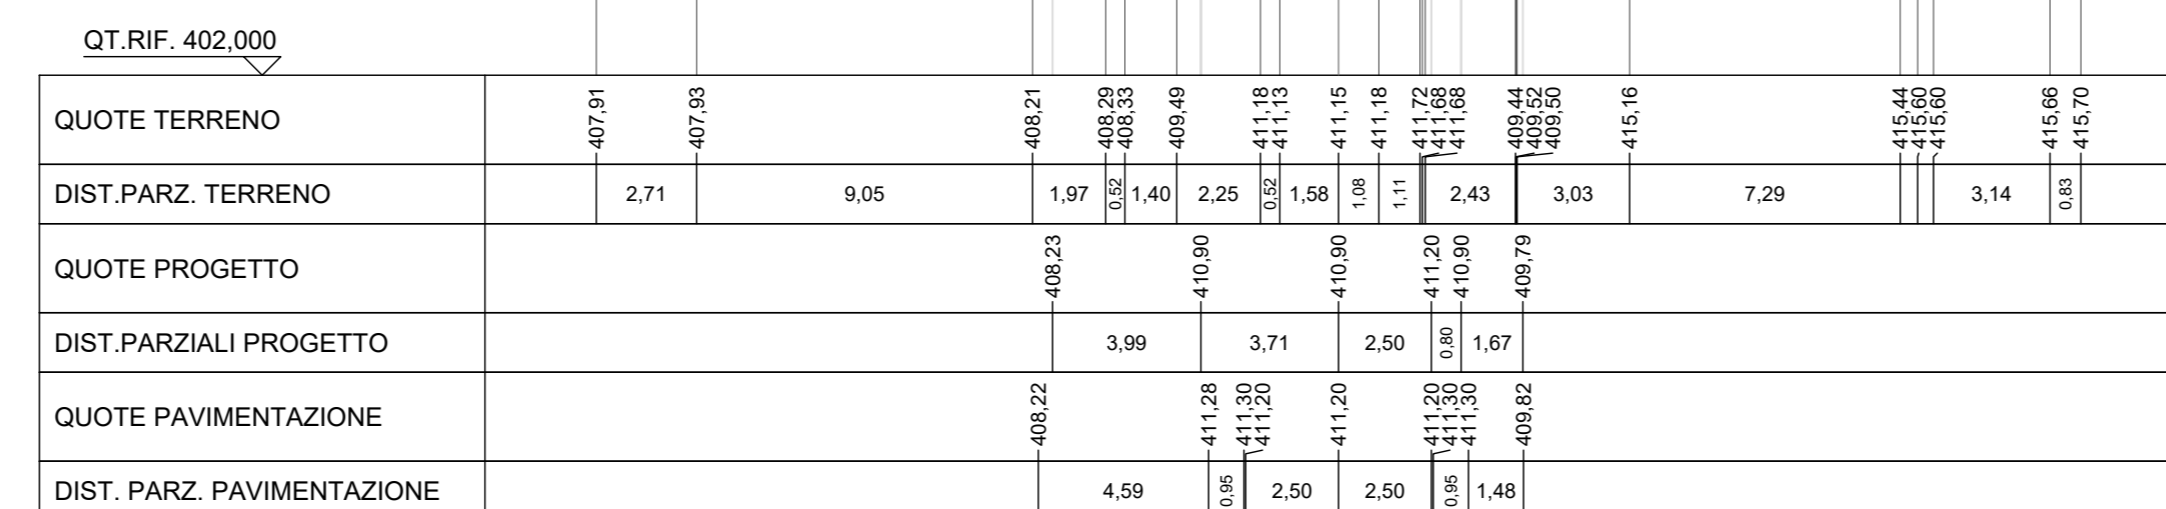 QT.RIF. 402,000
QUOTE TERRENO 407,91 407,93 408,21 408,29 408,33 409,49 411,18 411,13 411,15 411,18 411,72 411,68 411,68 409,44 409,52 409,50 415,16 415,44 415,60 415,60 415,66 415,70
DIST.PARZ. TERRENO 2,71 9,05 1,97 0,52 1,40 2,25 0,52 1,58 1,08 1,11 2,43 3,03 7,29 3,14 0,83
QUOTE PROGETTO 408,23 410,90 410,90 411,20 410,90 409,79
DIST.PARZIALI PROGETTO 3,99 3,71 2,50 0,80 1,67
QUOTE PAVIMENTAZIONE 408,22 411,28 411,30 411,20 411,20 411,20 411,30 411,30 409,82
DIST. PARZ. PAVIMENTAZIONE 4,59 0,95 2,50 2,50 0,95 1,48